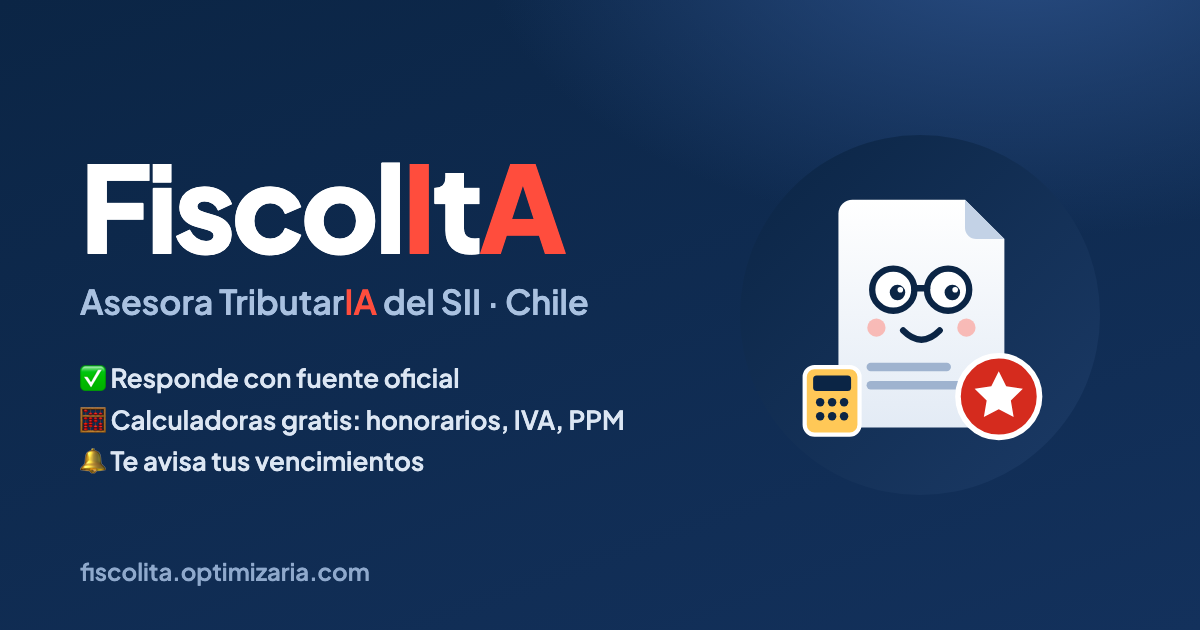 FiscolItA
Asesora TributarIA del SII · Chile
✅ Responde con fuente oficial
🧮 Calculadoras gratis: honorarios, IVA, PPM
🔔 Te avisa tus vencimientos
fiscolita.optimizaria.com